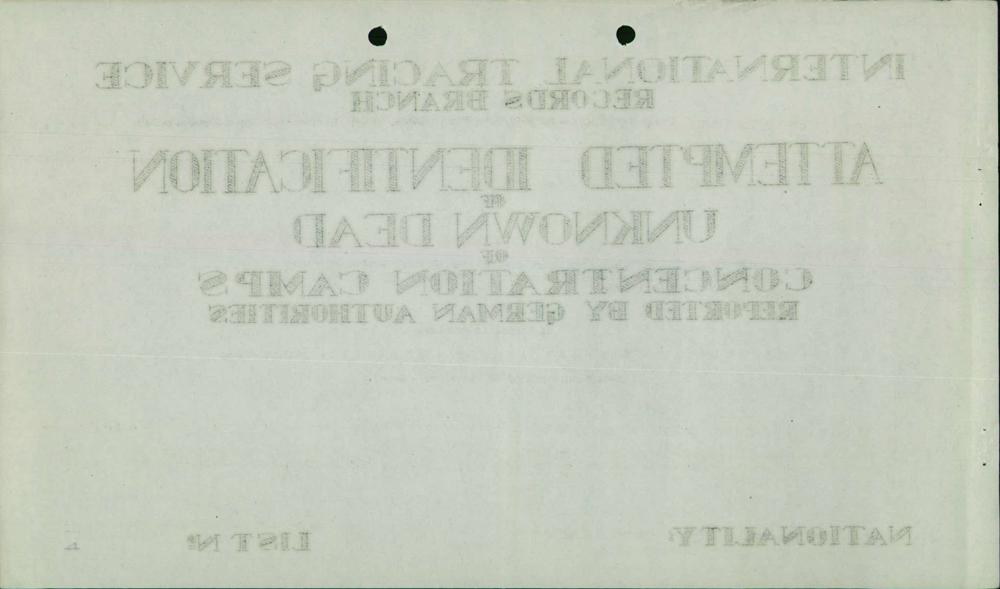 INTERNATIONAL TRACING SERVICE
RECORDS BRANCH
ATTEMPTED IDENTIFICATION
OF
UNKNOWN DEAD
OF
CONCENTRATION CAMPS
REPORTED BY GERMAN AUTHORITIES
NATIONALITY: LIST Nº